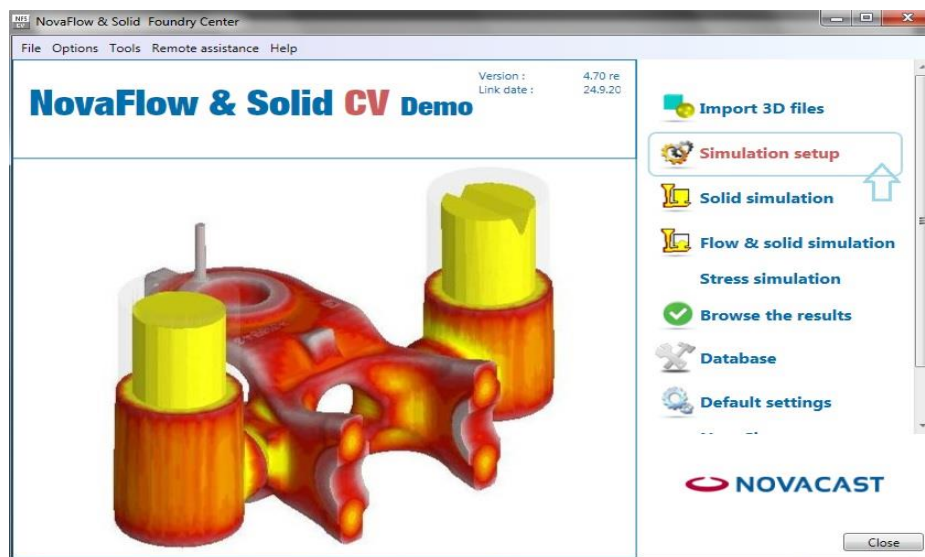 NFS
CV
NovaFlow & Solid Foundry Center
File Options Tools Remote assistance Help
NovaFlow & Solid CV Demo
Version : 4.70 re
Link date : 24.9.20
Import 3D files
Simulation setup
Solid simulation
Flow & solid simulation
Stress simulation
Browse the results
Database
Default settings
NOVACAST
Close